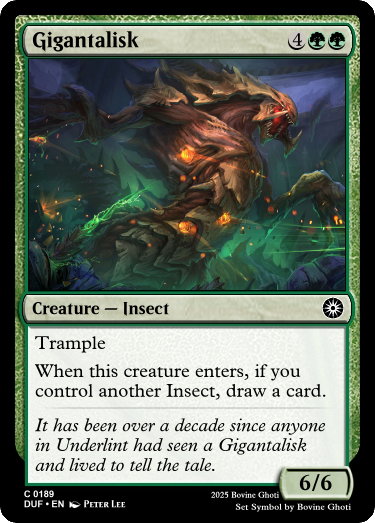 Gigantalisk 4
Creature — Insect
Trample
When this creature enters, if you
control another Insect, draw a card.
It has been over a decade since anyone
in Underlint had seen a Gigantalisk
and lived to tell the tale.
6/6
C 0189
DUF • EN Peter Lee
2025 Bovine Ghoti
Set Symbol by Bovine Ghoti